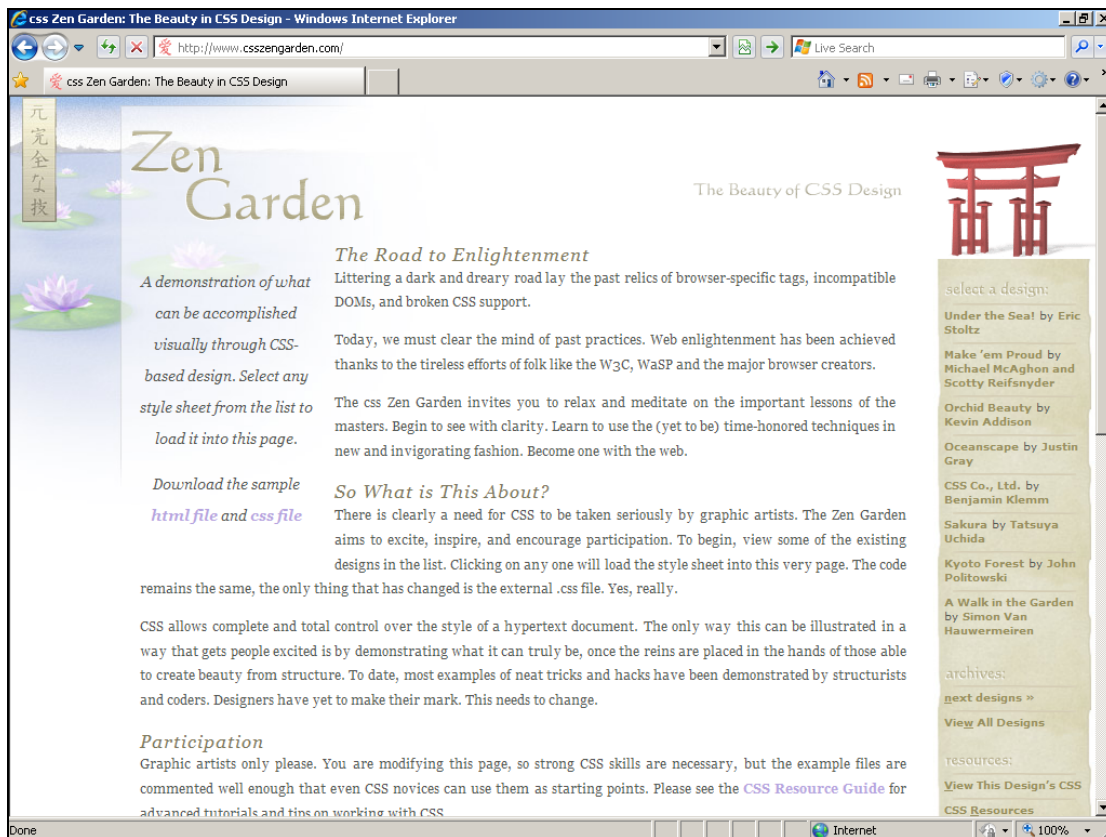 css Zen Garden: The Beauty in CSS Design - Windows Internet Explorer
http://www.csszengarden.com/
Live Search
css Zen Garden: The Beauty in CSS Design
元完全な技
Zen
Garden
The Beauty of CSS Design
A demonstration of what
can be accomplished
visually through CSS-
based design. Select any
style sheet from the list to
load it into this page.
Download the sample
html file and css file
The Road to Enlightenment
Littering a dark and dreary road lay the past relics of browser-specific tags, incompatible
DOMs, and broken CSS support.
Today, we must clear the mind of past practices. Web enlightenment has been achieved
thanks to the tireless efforts of folk like the W3C, WaSP and the major browser creators.
The css Zen Garden invites you to relax and meditate on the important lessons of the
masters. Begin to see with clarity. Learn to use the (yet to be) time-honored techniques in
new and invigorating fashion. Become one with the web.
So What is This About?
There is clearly a need for CSS to be taken seriously by graphic artists. The Zen Garden
aims to excite, inspire, and encourage participation. To begin, view some of the existing
designs in the list. Clicking on any one will load the style sheet into this very page. The code
remains the same, the only thing that has changed is the external .css file. Yes, really.
CSS allows complete and total control over the style of a hypertext document. The only way this can be illustrated in a
way that gets people excited is by demonstrating what it can truly be, once the reins are placed in the hands of those able
to create beauty from structure. To date, most examples of neat tricks and hacks have been demonstrated by structurists
and coders. Designers have yet to make their mark. This needs to change.
Participation
Graphic artists only please. You are modifying this page, so strong CSS skills are necessary, but the example files are
commented well enough that even CSS novices can use them as starting points. Please see the CSS Resource Guide for
advanced tutorials and tips on working with CSS
select a design:
Under the Sea! by Eric
Stoltz
Make 'em Proud by
Michael McAghon and
Scotty Reifsnyder
Orchid Beauty by
Kevin Addison
Oceanscape by Justin
Gray
CSS Co., Ltd. by
Benjamin Klemm
Sakura by Tatsuya
Uchida
Kyoto Forest by John
Politowski
A Walk in the Garden
by Simon Van
Hauwermeiren
archives:
next designs »
View All Designs
resources:
View This Design's CSS
CSS Resources
Done
Internet
100%